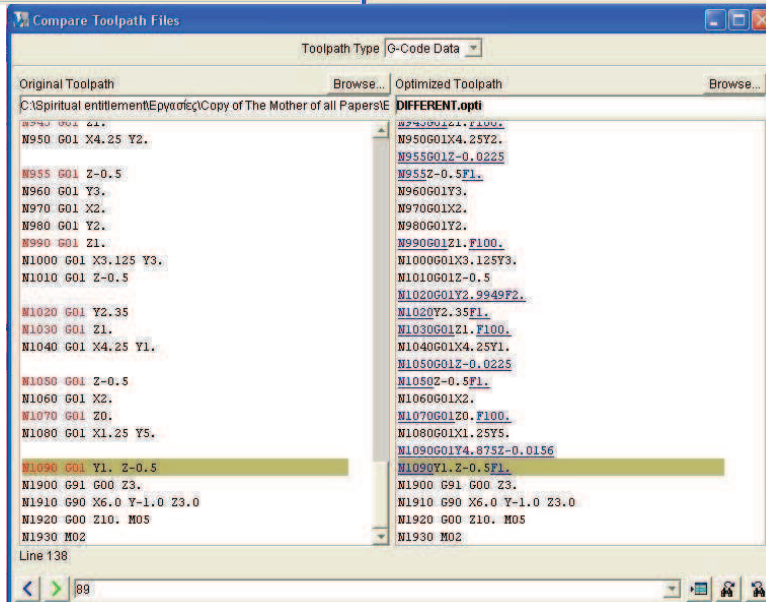 Compare Toolpath Files
Toolpath Type G-Code Data
Original Toolpath Browse...
C:\Spiritual entitlement\Εργασίες\Copy of The Mother of all Papers\E
N945 G01 Z1.
N950 G01 X4.25 Y2.
N955 G01 Z-0.5
N960 G01 Y3.
N970 G01 X2.
N980 G01 Y2.
N990 G01 Z1.
N1000 G01 X3.125 Y3.
N1010 G01 Z-0.5
N1020 G01 Y2.35
N1030 G01 Z1.
N1040 G01 X4.25 Y1.
N1050 G01 Z-0.5
N1060 G01 X2.
N1070 G01 Z0.
N1080 G01 X1.25 Y5.
N1090 G01 Y1. Z-0.5
N1900 G91 G00 Z3.
N1910 G90 X6.0 Y-1.0 Z3.0
N1920 G00 Z10. M05
N1930 M02
Optimized Toolpath Browse...
DIFFERENT.opti
N945G01Z1.F100.
N950G01X4.25Y2.
N955G01Z-0.0225
N955Z-0.5F1.
N960G01Y3.
N970G01X2.
N980G01Y2.
N990G01Z1.F100.
N1000G01X3.125Y3.
N1010G01Z-0.5
N1020G01Y2.9949F2.
N1020Y2.35F1.
N1030G01Z1.F100.
N1040G01X4.25Y1.
N1050G01Z-0.0225
N1050Z-0.5F1.
N1060G01X2.
N1070G01Z0.F100.
N1080G01X1.25Y5.
N1090G01Y4.875Z-0.0156
N1090Y1.Z-0.5F1.
N1900 G91 G00 Z3.
N1910 G90 X6.0 Y-1.0 Z3.0
N1920 G00 Z10. M05
N1930 M02
Line 138
89